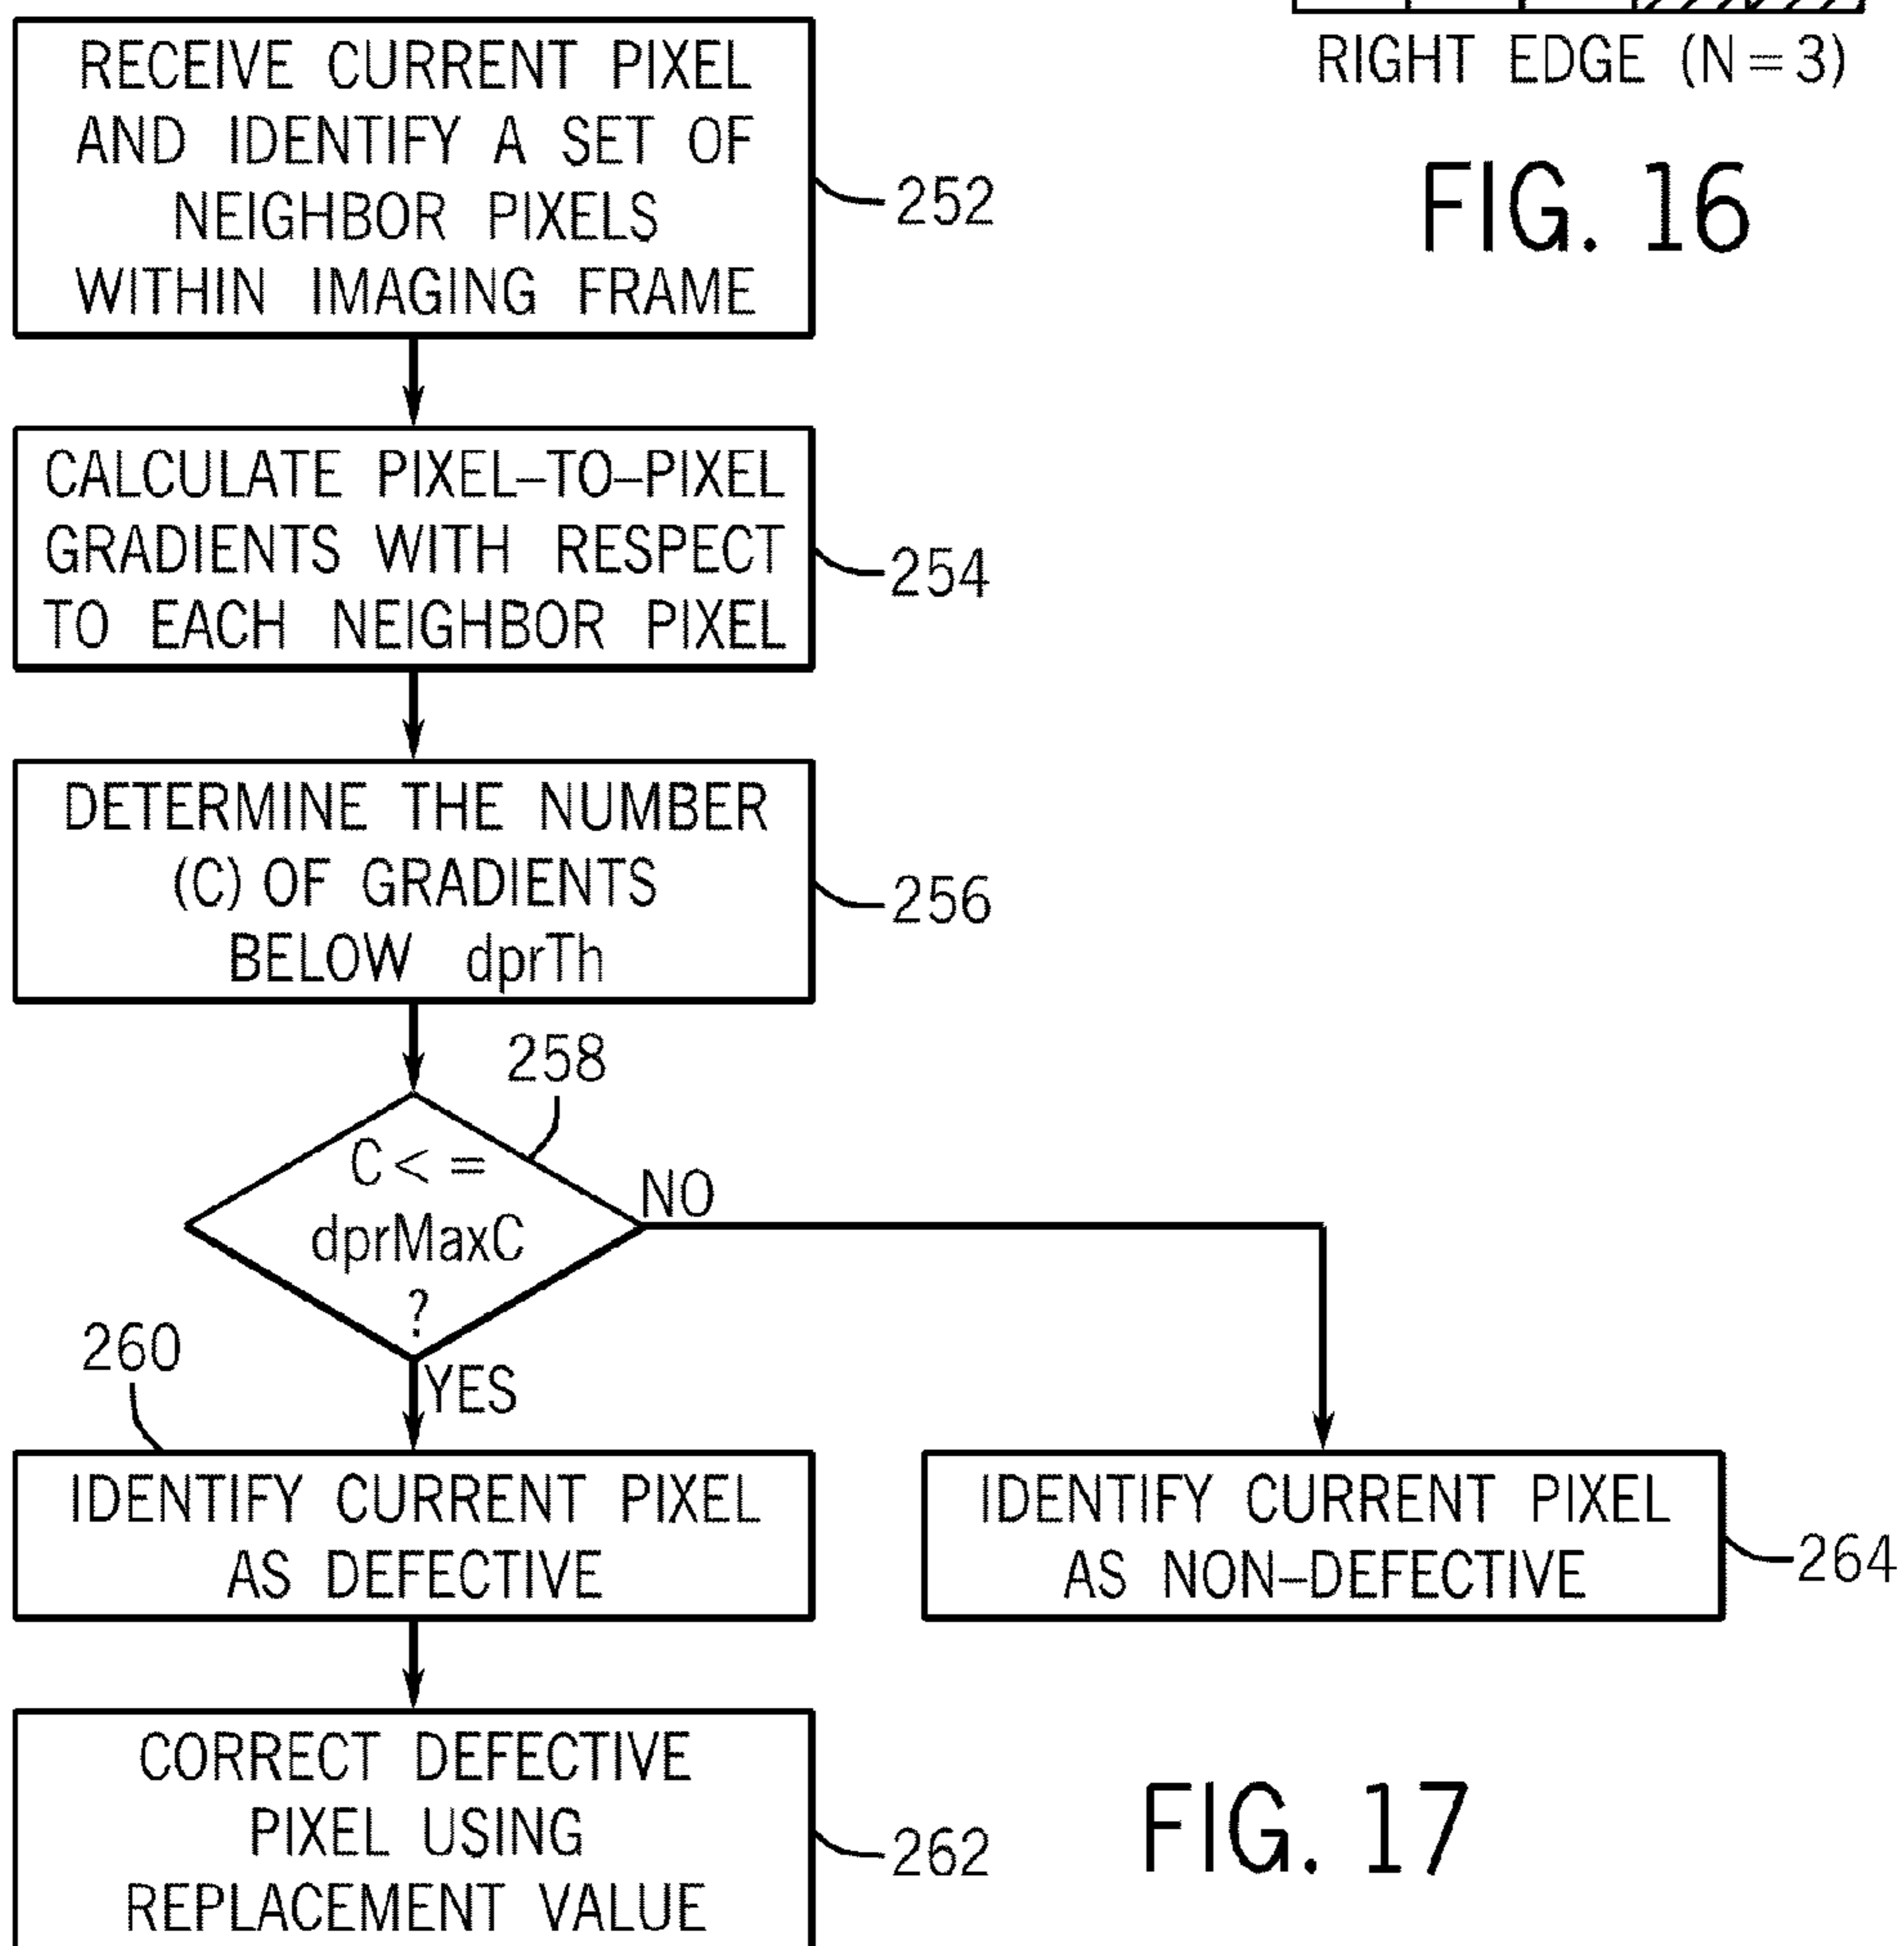 RECEIVE CURRENT PIXEL
AND IDENTIFY A SET OF
NEIGHBOR PIXELS
WITHIN IMAGING FRAME
252
RIGHT EDGE (N=3)
FIG. 16
CALCULATE PIXEL–TO–PIXEL
GRADIENTS WITH RESPECT
TO EACH NEIGHBOR PIXEL
254
DETERMINE THE NUMBER
(C) OF GRADIENTS
BELOW dprTh
256
258
C < =
dprMaxC
?
NO
YES
260
IDENTIFY CURRENT PIXEL
AS DEFECTIVE
IDENTIFY CURRENT PIXEL
AS NON–DEFECTIVE
264
CORRECT DEFECTIVE
PIXEL USING
REPLACEMENT VALUE
262
FIG. 17